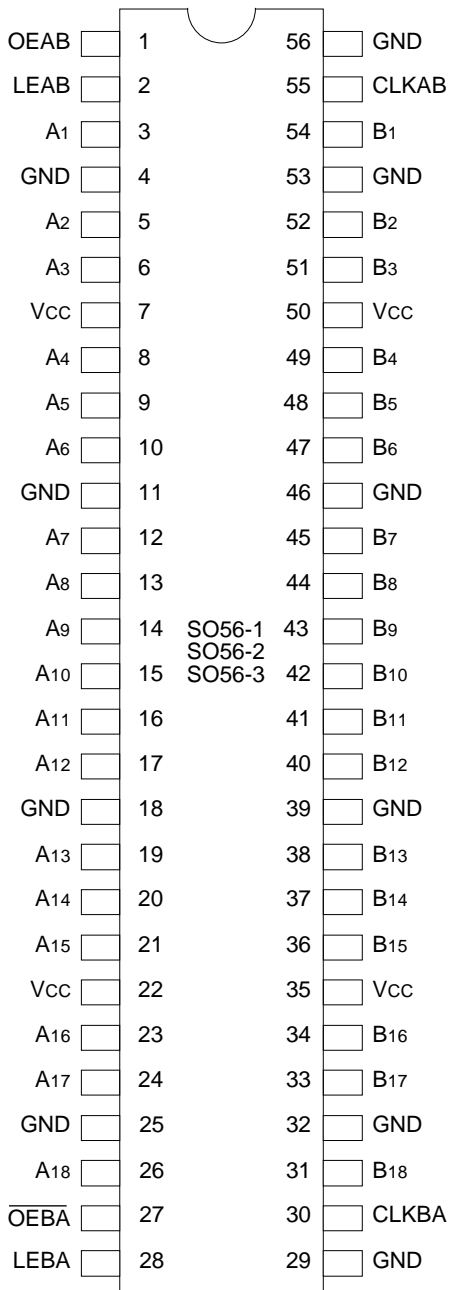 OEAB 1 56 GND
LEAB 2 55 CLKAB
A1 3 54 B1
GND 4 53 GND
A2 5 52 B2
A3 6 51 B3
VCC 7 50 VCC
A4 8 49 B4
A5 9 48 B5
A6 10 47 B6
GND 11 46 GND
A7 12 45 B7
A8 13 44 B8
A9 14 SO56-1 43 B9
SO56-2
A10 15 SO56-3 42 B10
A11 16 41 B11
A12 17 40 B12
GND 18 39 GND
A13 19 38 B13
A14 20 37 B14
A15 21 36 B15
VCC 22 35 VCC
A16 23 34 B16
A17 24 33 B17
GND 25 32 GND
A18 26 31 B18
O̅E̅B̅A̅ 27 30 CLKBA
LEBA 28 29 GND